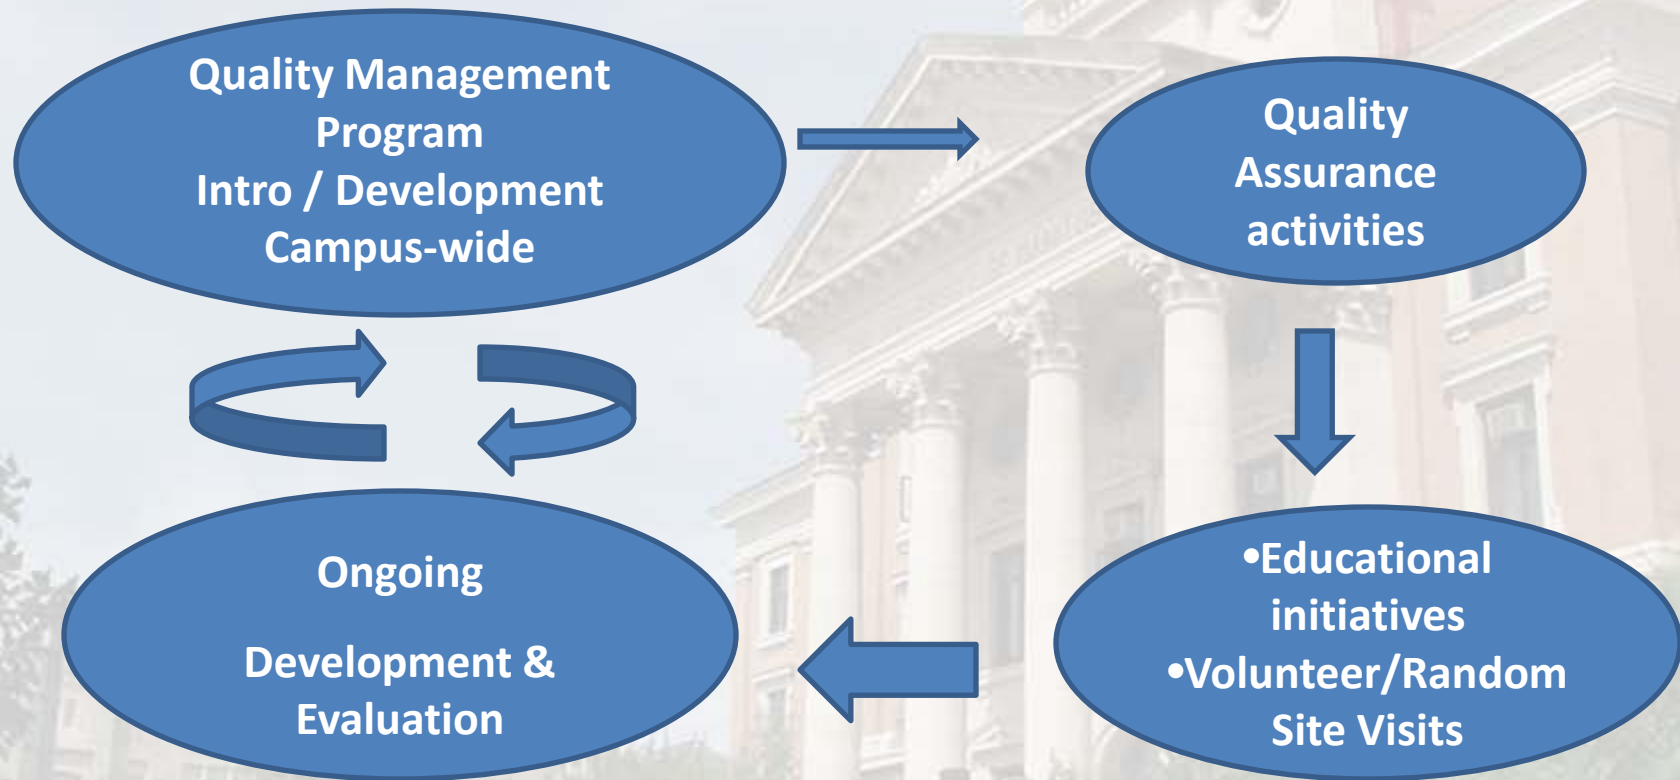 Quality Management
Program
Intro / Development
Campus-wide
Quality
Assurance
activities
•Educational
initiatives
•Volunteer/Random
Site Visits
Ongoing
Development &
Evaluation